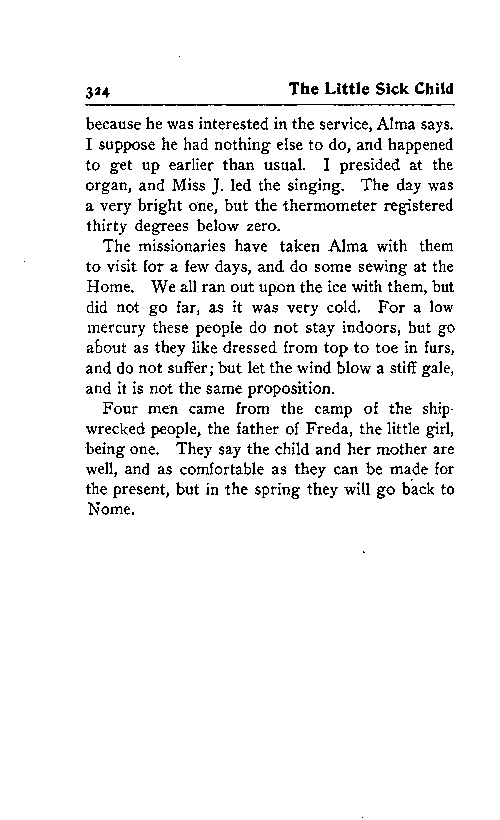 324 The Little Sick Child
because he was interested in the service, Alma says.
I suppose he had nothing else to do, and happened
to get up earlier than usual. I presided at the
organ, and Miss J. led the singing. The day was
a very bright one, but the thermometer registered
thirty degrees below zero.
The missionaries have taken Alma with them
to visit for a few days, and do some sewing at the
Home. We all ran out upon the ice with them, but
did not go far, as it was very cold. For a low
mercury these people do not stay indoors, but go
about as they like dressed from top to toe in furs,
and do not suffer; but let the wind blow a stiff gale,
and it is not the same proposition.
Four men came from the camp of the ship-
wrecked people, the father of Freda, the little girl,
being one. They say the child and her mother are
well, and as comfortable as they can be made for
the present, but in the spring they will go back to
Nome.